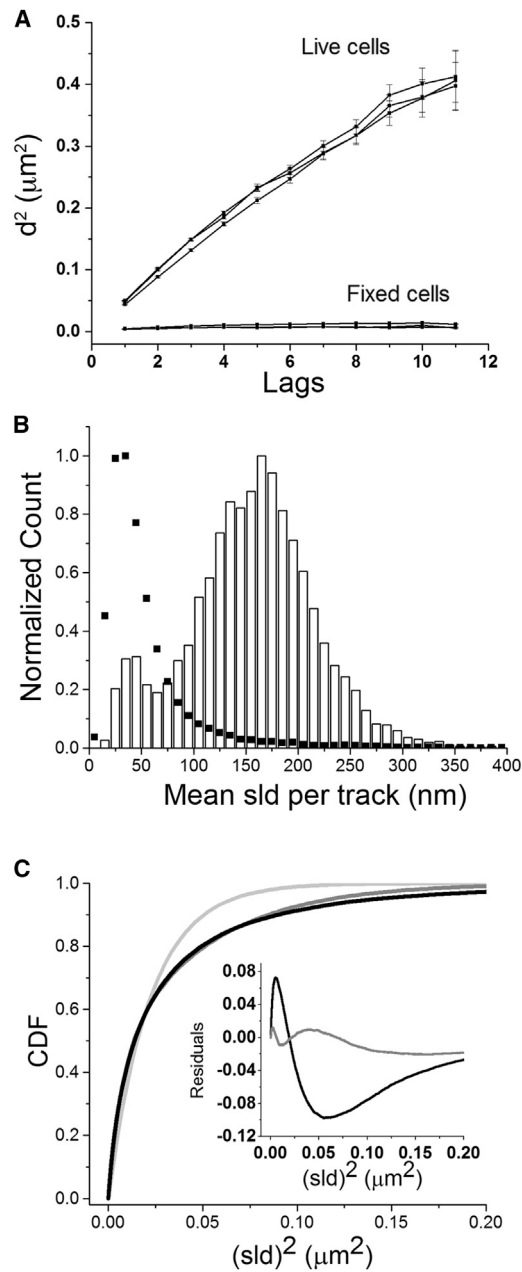 A
0.5
0.4
0.3
0.2
0.1
0.0
d² (μm²)
Live cells
Fixed cells
0 2 4 6 8 10 12
Lags
B
1.0
0.8
0.6
0.4
0.2
0.0
Normalized Count
0 50 100 150 200 250 300 350 400
Mean sld per track (nm)
C
1.0
0.8
0.6
0.4
0.2
0.0
CDF
0.08
0.04
0.00
-0.04
-0.08
-0.12
Residuals
0.00 0.05 0.10 0.15 0.20
(sld)² (μm²)
0.00 0.05 0.10 0.15 0.20
(sld)² (μm²)